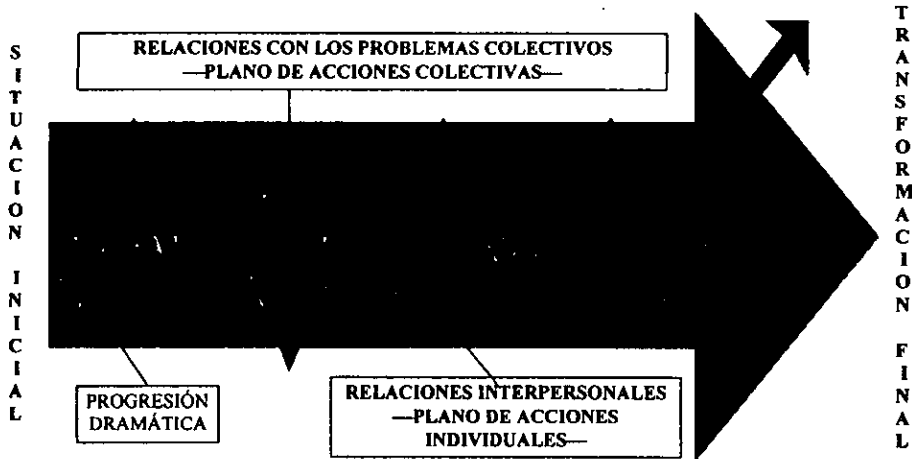 SITUACION INICIAL
RELACIONES CON LOS PROBLEMAS COLECTIVOS
—PLANO DE ACCIONES COLECTIVAS—
PROGRESIÓN
DRAMÁTICA
RELACIONES INTERPERSONALES
—PLANO DE ACCIONES
INDIVIDUALES—
TRANSFORMACION FINAL